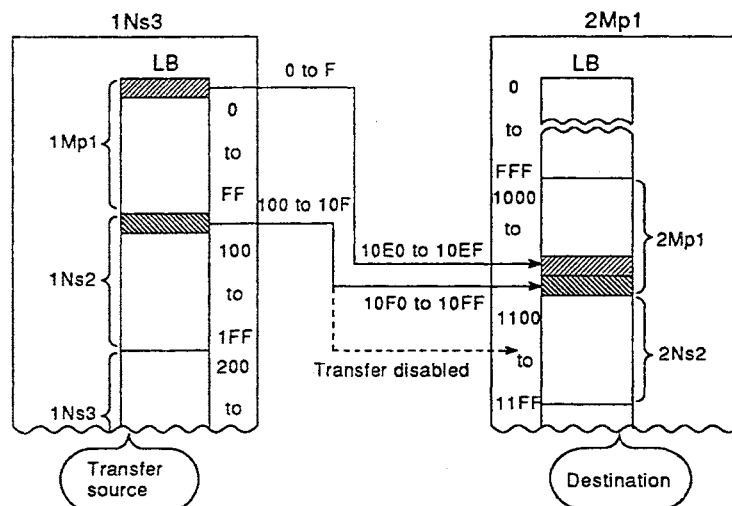 1Ns3
LB
0 to F
0
to
FF
1Mp1
100 to 10F
100
to
1FF
1Ns2
200
to
1Ns3
Transfer
source
10E0 to 10EF
10F0 to 10FF
Transfer disabled
2Mp1
LB
0
to
FFF
1000
to
2Mp1
1100
to
11FF
2Ns2
Destination